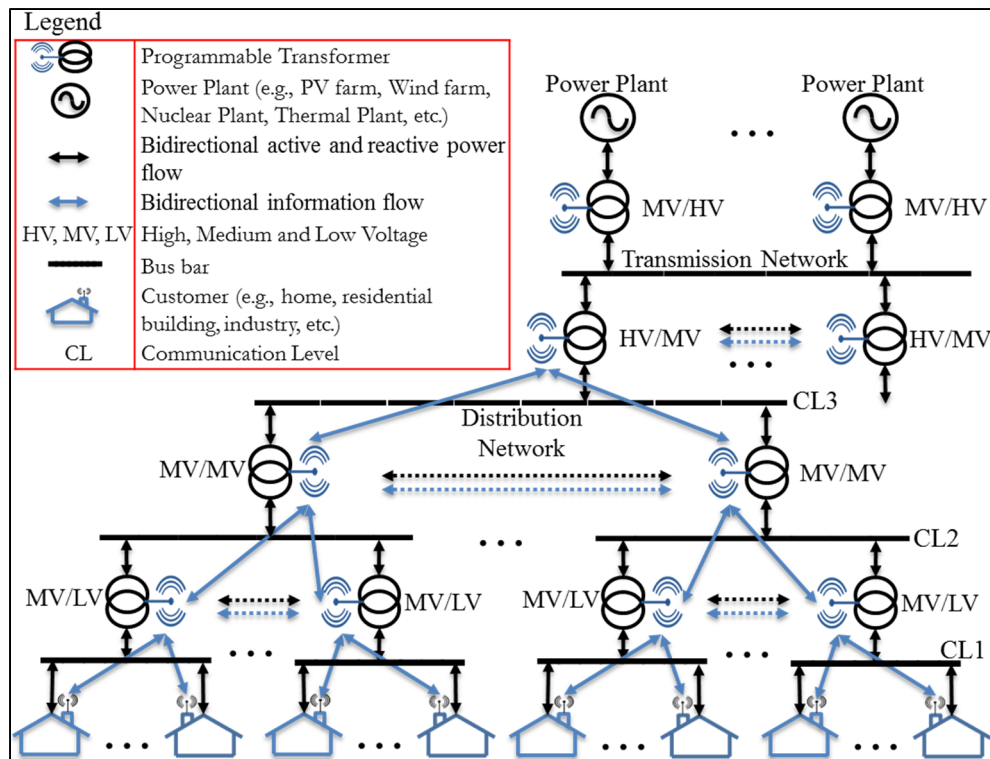 Legend
Programmable Transformer
Power Plant (e.g., PV farm, Wind farm,
Nuclear Plant, Thermal Plant, etc.)
Bidirectional active and reactive power
flow
Bidirectional information flow
HV, MV, LV High, Medium and Low Voltage
Bus bar
Customer (e.g., home, residential
building, industry, etc.)
CL Communication Level
Power Plant Power Plant
MV/HV MV/HV
Transmission Network
HV/MV HV/MV
CL3
Distribution
Network
MV/MV MV/MV
CL2
MV/LV MV/LV MV/LV MV/LV
CL1